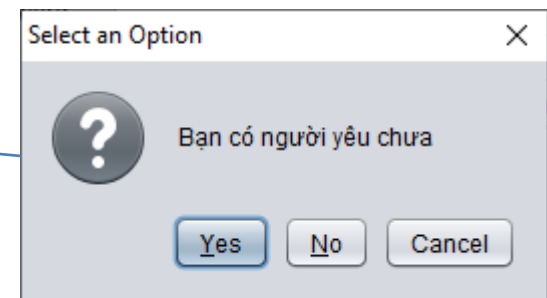 Select an Option
Bạn có người yêu chưa
Yes No Cancel